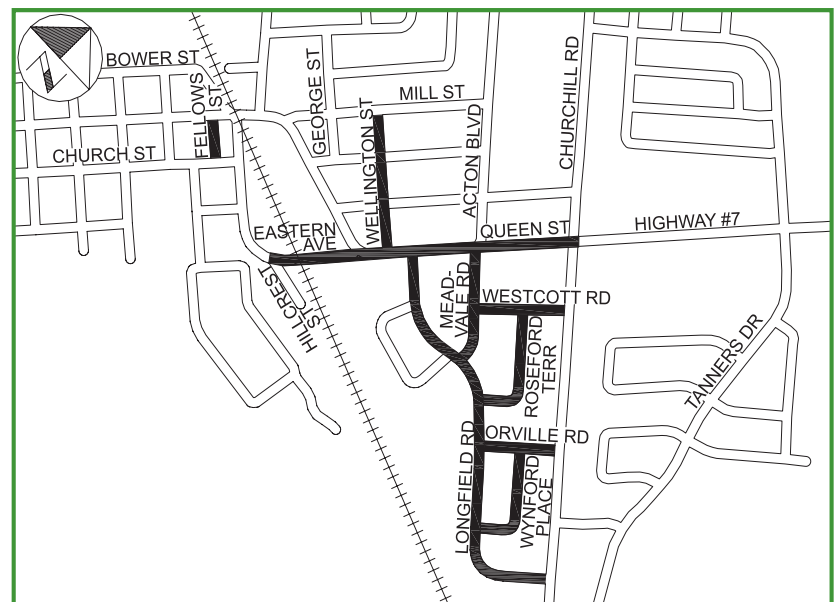 BOWER ST
FELLOWS
ST
GEORGE ST
MILL ST
WELLINGTON ST
ACTON BLVD
CHURCHILL RD
CHURCH ST
EASTERN
AVE
QUEEN ST
HIGHWAY #7
HILLCREST
ST
MEAD-
VALE RD
WESTCOTT RD
ROSEFORD
TERR
TANNERS DR
ORVILLE RD
LONGFIELD RD
WYNFORD
PLACE